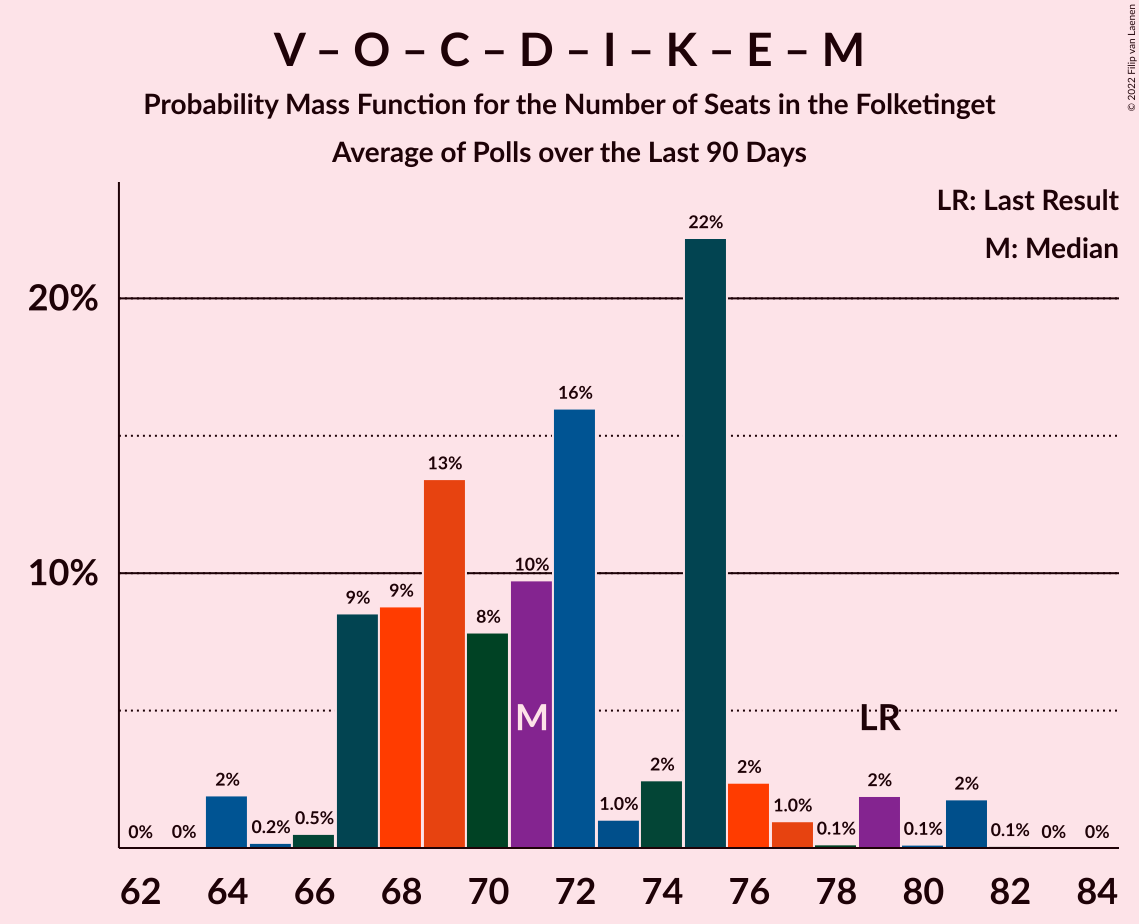 V – O – C – D – I – K – E – M
Probability Mass Function for the Number of Seats in the Folketinget
Average of Polls over the Last 90 Days
© 2022 Filip van Laenen
LR: Last Result
M: Median
20%
10%
0% 0% 2% 0.2% 0.5% 9% 9% 13% 8% 10% 16% 1.0% 2% 22% 2% 1.0% 0.1% 2% 0.1% 2% 0.1% 0% 0%
M LR
62 64 66 68 70 72 74 76 78 80 82 84